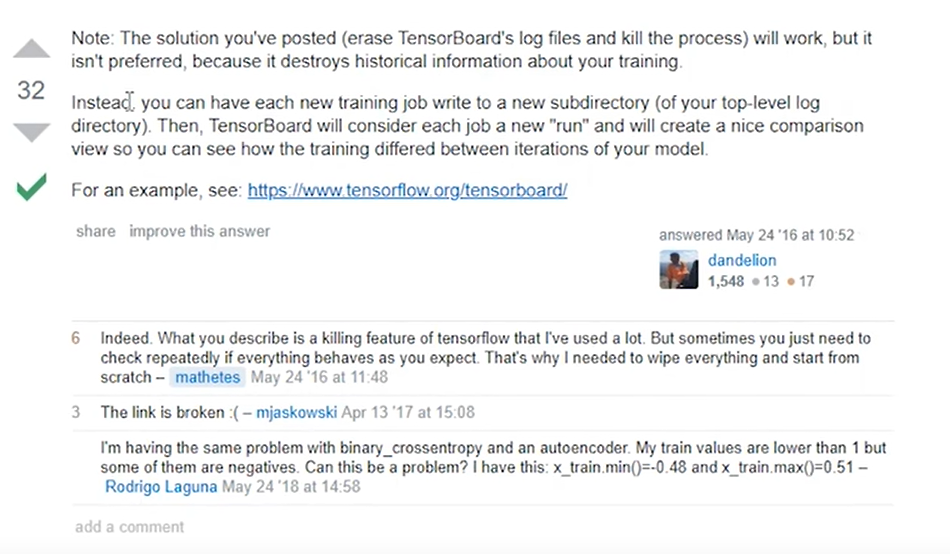 Note: The solution you've posted (erase TensorBoard's log files and kill the process) will work, but it
isn't preferred, because it destroys historical information about your training.
32
Instead, you can have each new training job write to a new subdirectory (of your top-level log
directory). Then, TensorBoard will consider each job a new "run" and will create a nice comparison
view so you can see how the training differed between iterations of your model.
For an example, see: https://www.tensorflow.org/tensorboard/
share improve this answer
answered May 24 '16 at 10:52
dandelion
1,548 13 17
6 Indeed. What you describe is a killing feature of tensorflow that I've used a lot. But sometimes you just need to
check repeatedly if everything behaves as you expect. That's why I needed to wipe everything and start from
scratch – mathetes May 24 '16 at 11:48
3 The link is broken :( – mjaskowski Apr 13 '17 at 15:08
I'm having the same problem with binary_crossentropy and an autoencoder. My train values are lower than 1 but
some of them are negatives. Can this be a problem? I have this: x_train.min()=-0.48 and x_train.max()=0.51 –
Rodrigo Laguna May 24 '18 at 14:58
add a comment